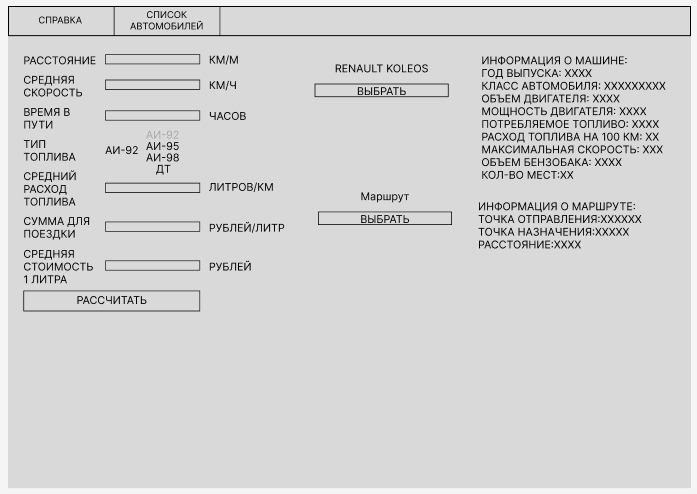 СПРАВКА
СПИСОК
АВТОМОБИЛЕЙ
РАССТОЯНИЕ
КМ/М
СРЕДНЯЯ
СКОРОСТЬ
КМ/Ч
ВРЕМЯ В
ПУТИ
ЧАСОВ
ТИП
ТОПЛИВА
АИ-92
АИ-92
АИ-95
АИ-98
ДТ
СРЕДНИЙ
РАСХОД
ТОПЛИВА
ЛИТРОВ/КМ
СУММА ДЛЯ
ПОЕЗДКИ
РУБЛЕЙ/ЛИТР
СРЕДНЯЯ
СТОИМОСТЬ
1 ЛИТРА
РУБЛЕЙ
РАССЧИТАТЬ
RENAULT KOLEOS
ВЫБРАТЬ
Маршрут
ВЫБРАТЬ
ИНФОРМАЦИЯ О МАШИНЕ:
ГОД ВЫПУСКА: XXXX
КЛАСС АВТОМОБИЛЯ: XXXXXXXXX
ОБЪЕМ ДВИГАТЕЛЯ: XXXX
МОЩНОСТЬ ДВИГАТЕЛЯ: XXXX
ПОТРЕБЛЯЕМОЕ ТОПЛИВО: XXXX
РАСХОД ТОПЛИВА НА 100 КМ: XX
МАКСИМАЛЬНАЯ СКОРОСТЬ: XXX
ОБЪЕМ БЕНЗОБАКА: XXXX
КОЛ-ВО МЕСТ:XX
ИНФОРМАЦИЯ О МАРШРУТЕ:
ТОЧКА ОТПРАВЛЕНИЯ:XXXXXX
ТОЧКА НАЗНАЧЕНИЯ:XXXXX
РАССТОЯНИЕ:XXXX